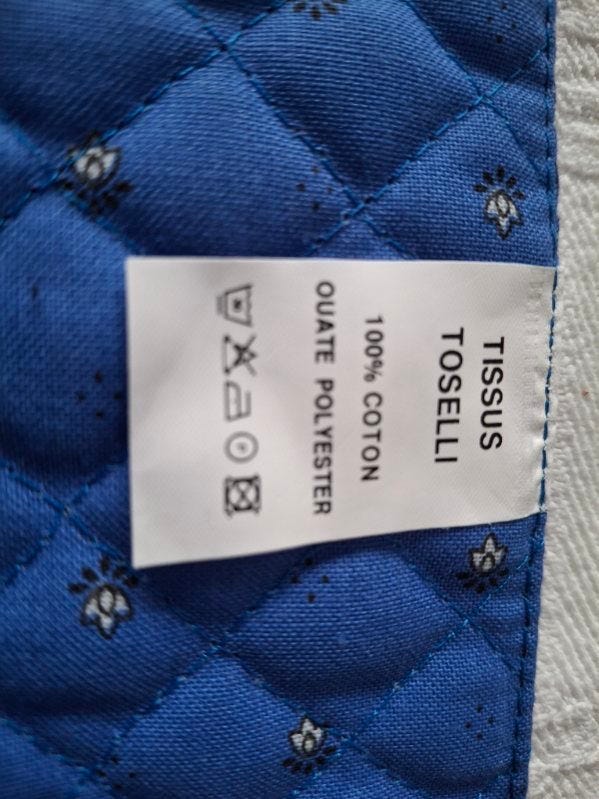 TISSUS
TOSELLI
100% COTON
OUATE POLYESTER
P